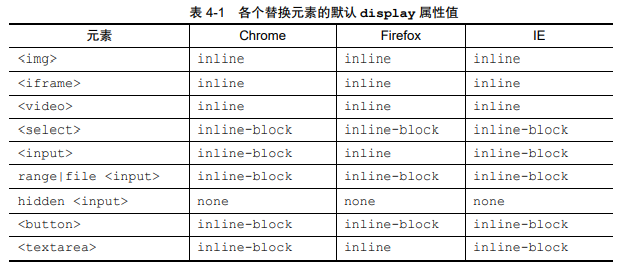 表 4-1 各个替换元素的默认 display 属性值
元素 Chrome Firefox IE
<img> inline inline inline
<iframe> inline inline inline
<video> inline inline inline
<select> inline-block inline-block inline-block
<input> inline-block inline inline-block
range|file <input> inline-block inline-block inline-block
hidden <input> none none none
<button> inline-block inline-block inline-block
<textarea> inline-block inline inline-block